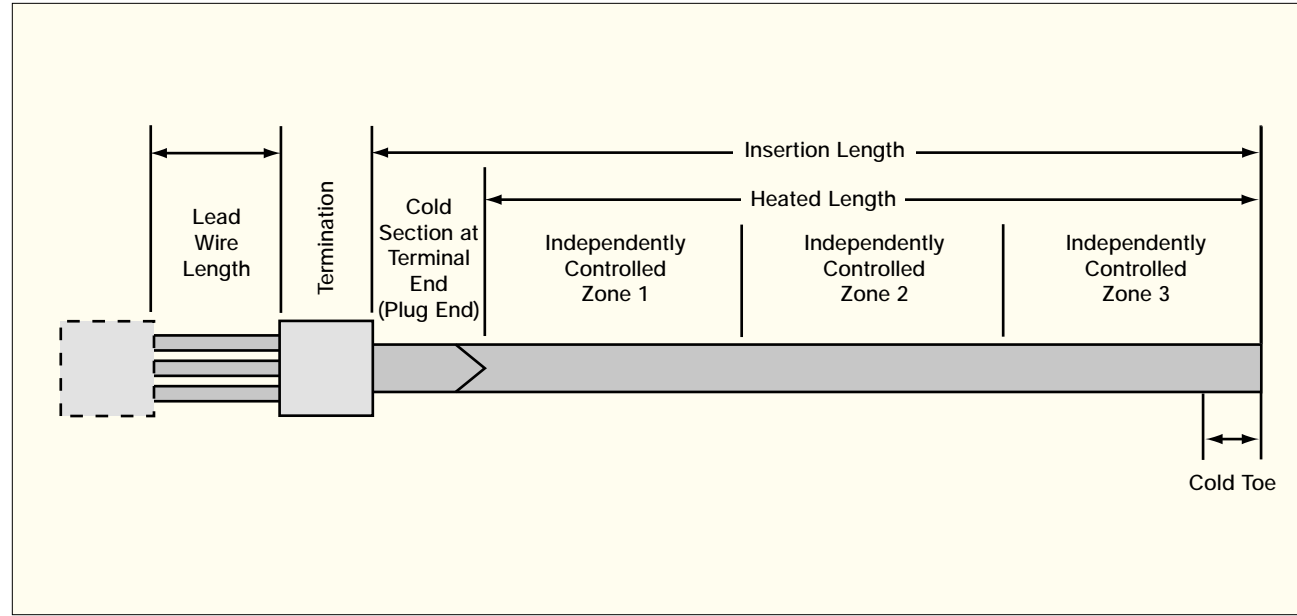 Insertion Length
Heated Length
Lead
Wire
Length
Termination
Cold
Section at
Terminal
End
(Plug End)
Independently
Controlled
Zone 1
Independently
Controlled
Zone 2
Independently
Controlled
Zone 3
Cold Toe